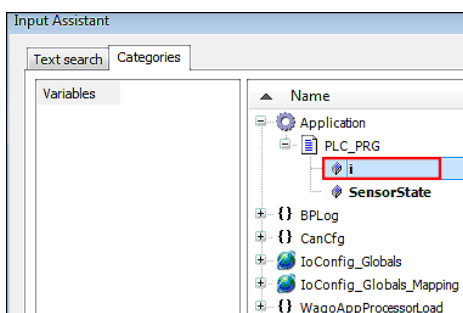 Input Assistant
Text search Categories
Variables
Name
Application
PLC_PRG
i
SensorState
BPLog
CanCfg
IoConfig_Globals
IoConfig_Globals_Mapping
WagoAppProcessorLoad